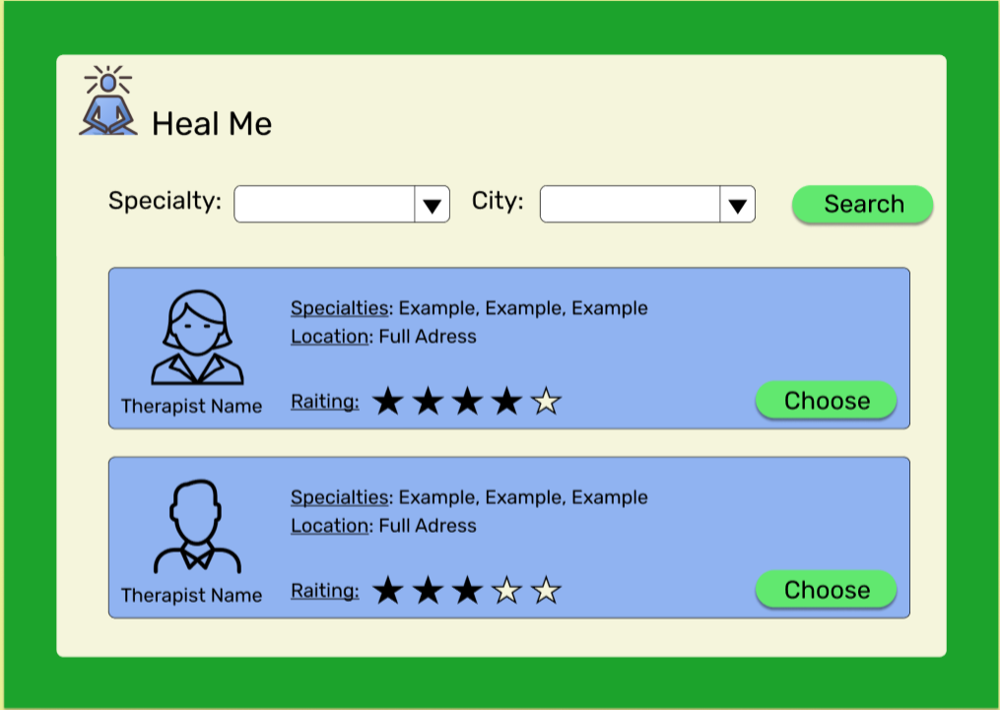 Heal Me
Specialty: City: Search
Specialties: Example, Example, Example
Location: Full Adress
Therapist Name Raiting: Choose
Specialties: Example, Example, Example
Location: Full Adress
Therapist Name Raiting: Choose